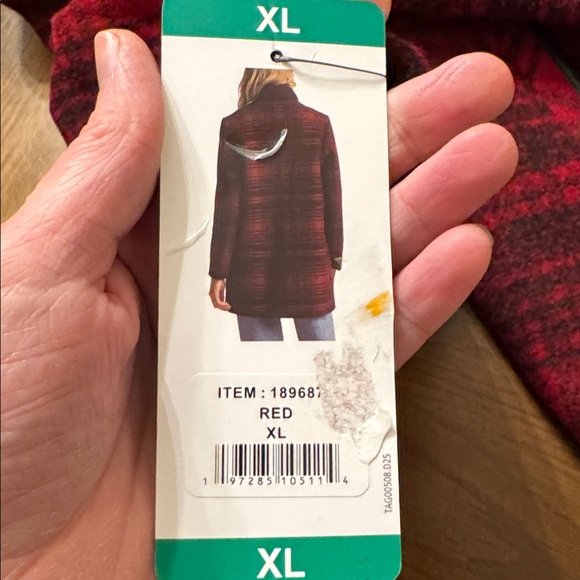 XL
ITEM : 189687
RED
XL
1 97285 10511 4
TAG00508.D25
XL